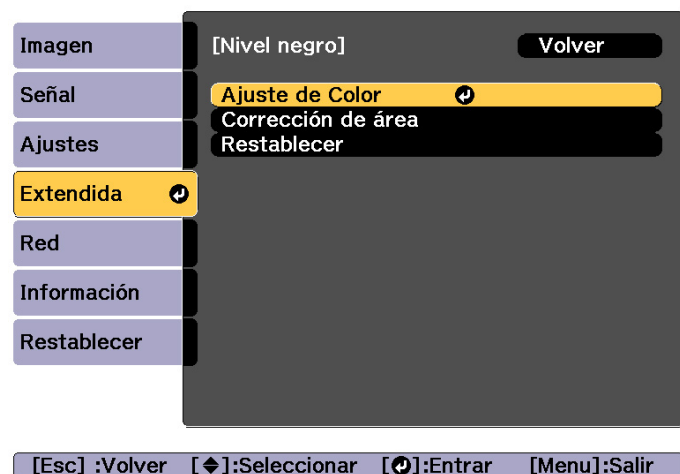 Imagen
Señal
Ajustes
Extendida
Red
Información
Restablecer
[Nivel negro] Volver
Ajuste de Color
Corrección de área
Restablecer
[Esc] :Volver [◆]:Seleccionar [↵]:Entrar [Menu]:Salir